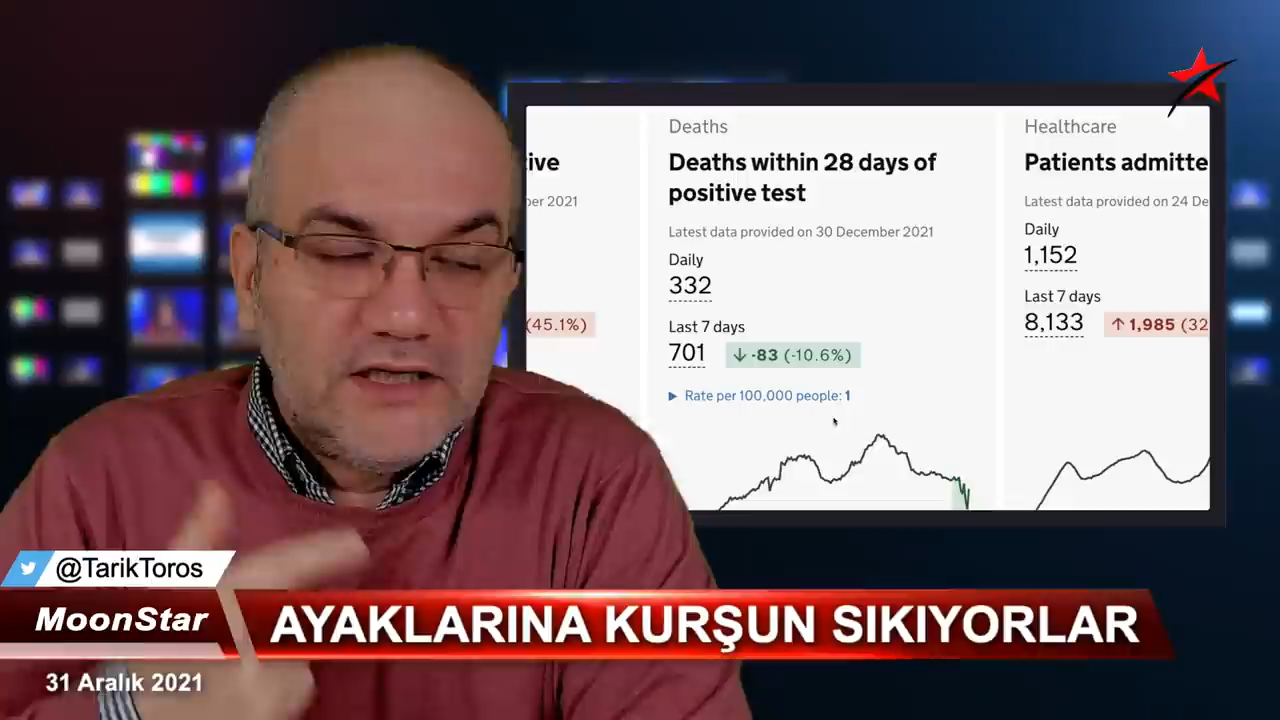 ive
er 2021
(45.1%)
Deaths
Deaths within 28 days of
positive test
Latest data provided on 30 December 2021
Daily
332
Last 7 days
701
↓ -83 (-10.6%)
▶ Rate per 100,000 people: 1
Healthcare
Patients admitte
Latest data provided on 24 De
Daily
1,152
Last 7 days
8,133
↑ 1,985 (32
@TarikToros
MoonStar
AYAKLARINA KURŞUN SIKIYORLAR
31 Aralık 2021